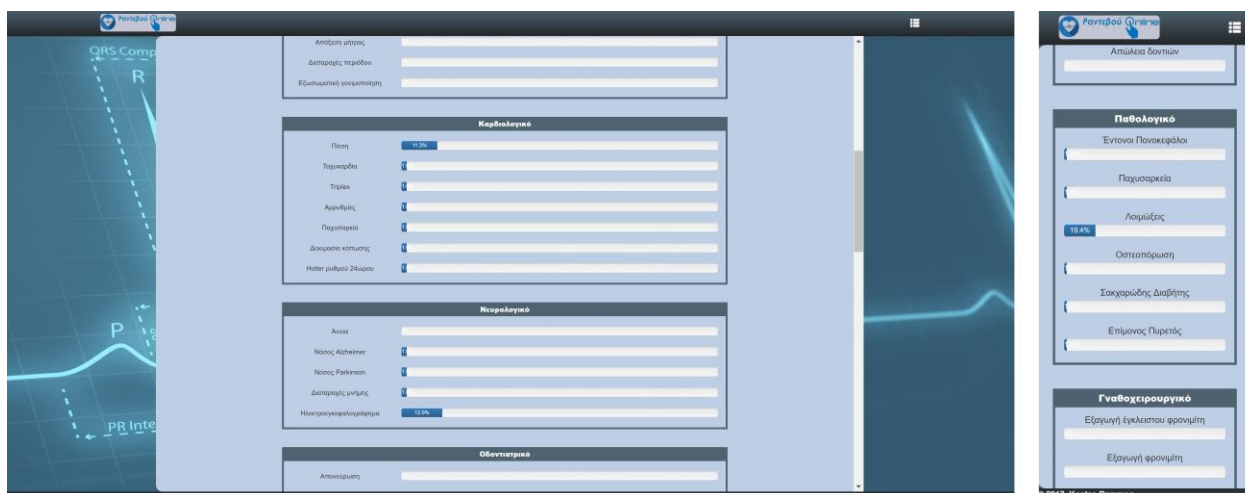 Ραντεβού Online
QRS Comp
R
P
PR Inte
Απόξεση μήτρας
Διαταραχές περιόδου
Εξωσωματική γονιμοποίηση
Καρδιολογικό
Πίεση 11.3%
Ταχυκαρδία
Triplex
Αρρυθμίες
Παχυσαρκία
Δοκιμασία κόπωσης
Holter ρυθμού 24ώρου
Νευρολογικό
Άνοια
Νόσος Alzheimer
Νόσος Parkinson
Διαταραχές μνήμης
Ηλεκτροεγκεφαλογράφημα 12.9%
Οδοντιατρικό
Απονεύρωση
Ραντεβού Online
Απώλεια δοντιών
Παθολογικό
Έντονοι Πονοκεφάλοι
Παχυσαρκεία
Λοιμώξεις
19.4%
Οστεοπόρωση
Σακχαρώδης Διαβήτης
Επίμονος Πυρετός
Γναθοχειρουργικό
Εξαγωγή έγκλειστου φρονιμίτη
Εξαγωγή φρονιμίτη